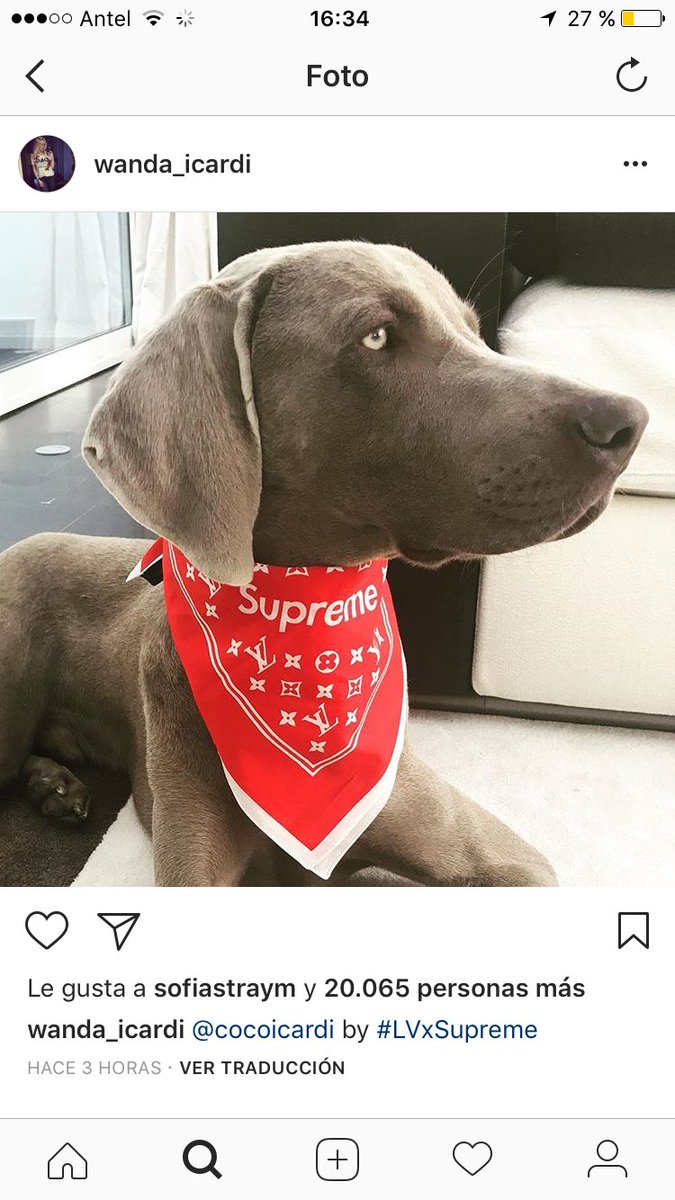 Antel 16:34 27 %
Foto
wanda_icardi
Supreme
Le gusta a sofiastraym y 20.065 personas más
wanda_icardi @cocoicardi by #LVxSupreme
HACE 3 HORAS · VER TRADUCCIÓN